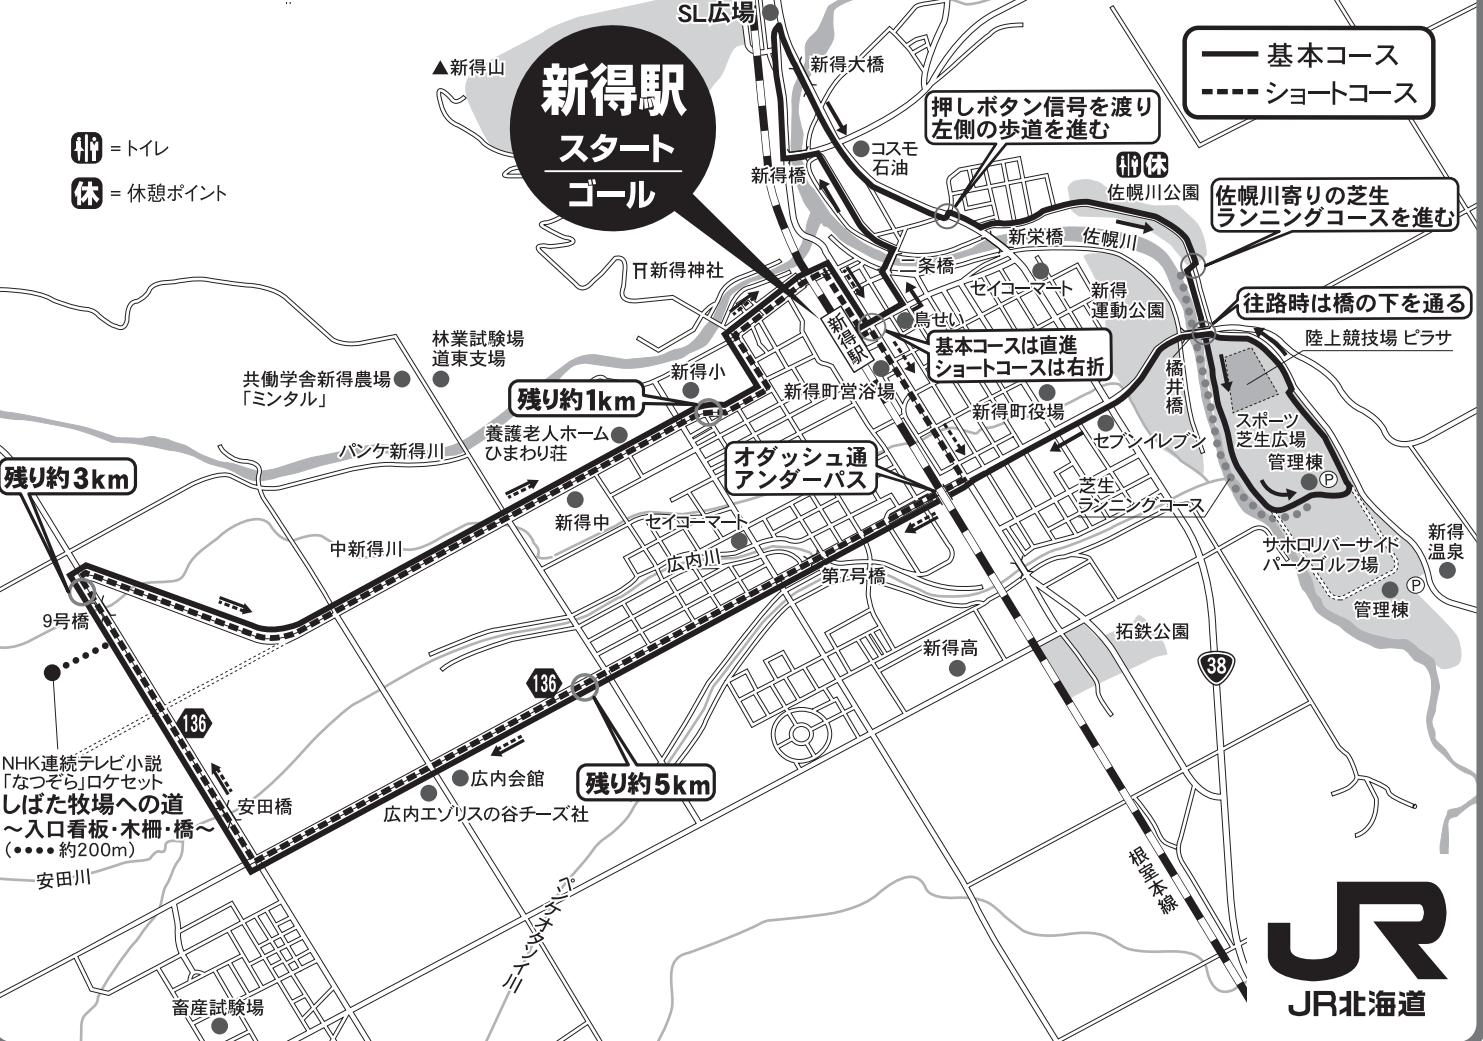 SL広場
▲新得山
新得駅
スタート
ゴール
= トイレ
休 = 休憩ポイント
新得大橋
コスモ
石油
新得橋
押しボタン信号を渡り
左側の歩道を進む
基本コース
ショートコース
休
佐幌川公園
佐幌川寄りの芝生
ランニングコースを進む
新栄橋
佐幌川
二条橋
新得神社
セイコーマート
新得
運動公園
往路時は橋の下を通る
陸上競技場 ピラサ
鳥せい
新得駅
基本コースは直進
ショートコースは右折
林業試験場
道東支場
共働学舎新得農場
「ミンタル」
新得小
残り約1km
新得町営浴場
新得町役場
橘井橋
スポーツ
芝生広場
管理棟
P
セブンイレブン
養護老人ホーム
ひまわり荘
パンケ新得川
残り約3km
オダッシュ通
アンダーパス
芝生
ランニングコース
新得中
セイコーマート
中新得川
広内川
第7号橋
サホロリバーサイド
パークゴルフ場
新得
温泉
管理棟
P
9号橋
拓鉄公園
新得高
38
136
136
NHK連続テレビ小説
「なつぞら」ロケセット
しばた牧場への道
〜入口看板・木柵・橋〜
(●●●● 約200m)
安田橋
安田川
広内会館
広内エゾリスの谷チーズ社
残り約5km
ペンケオタソイ川
根室本線
畜産試験場
JR
JR北海道